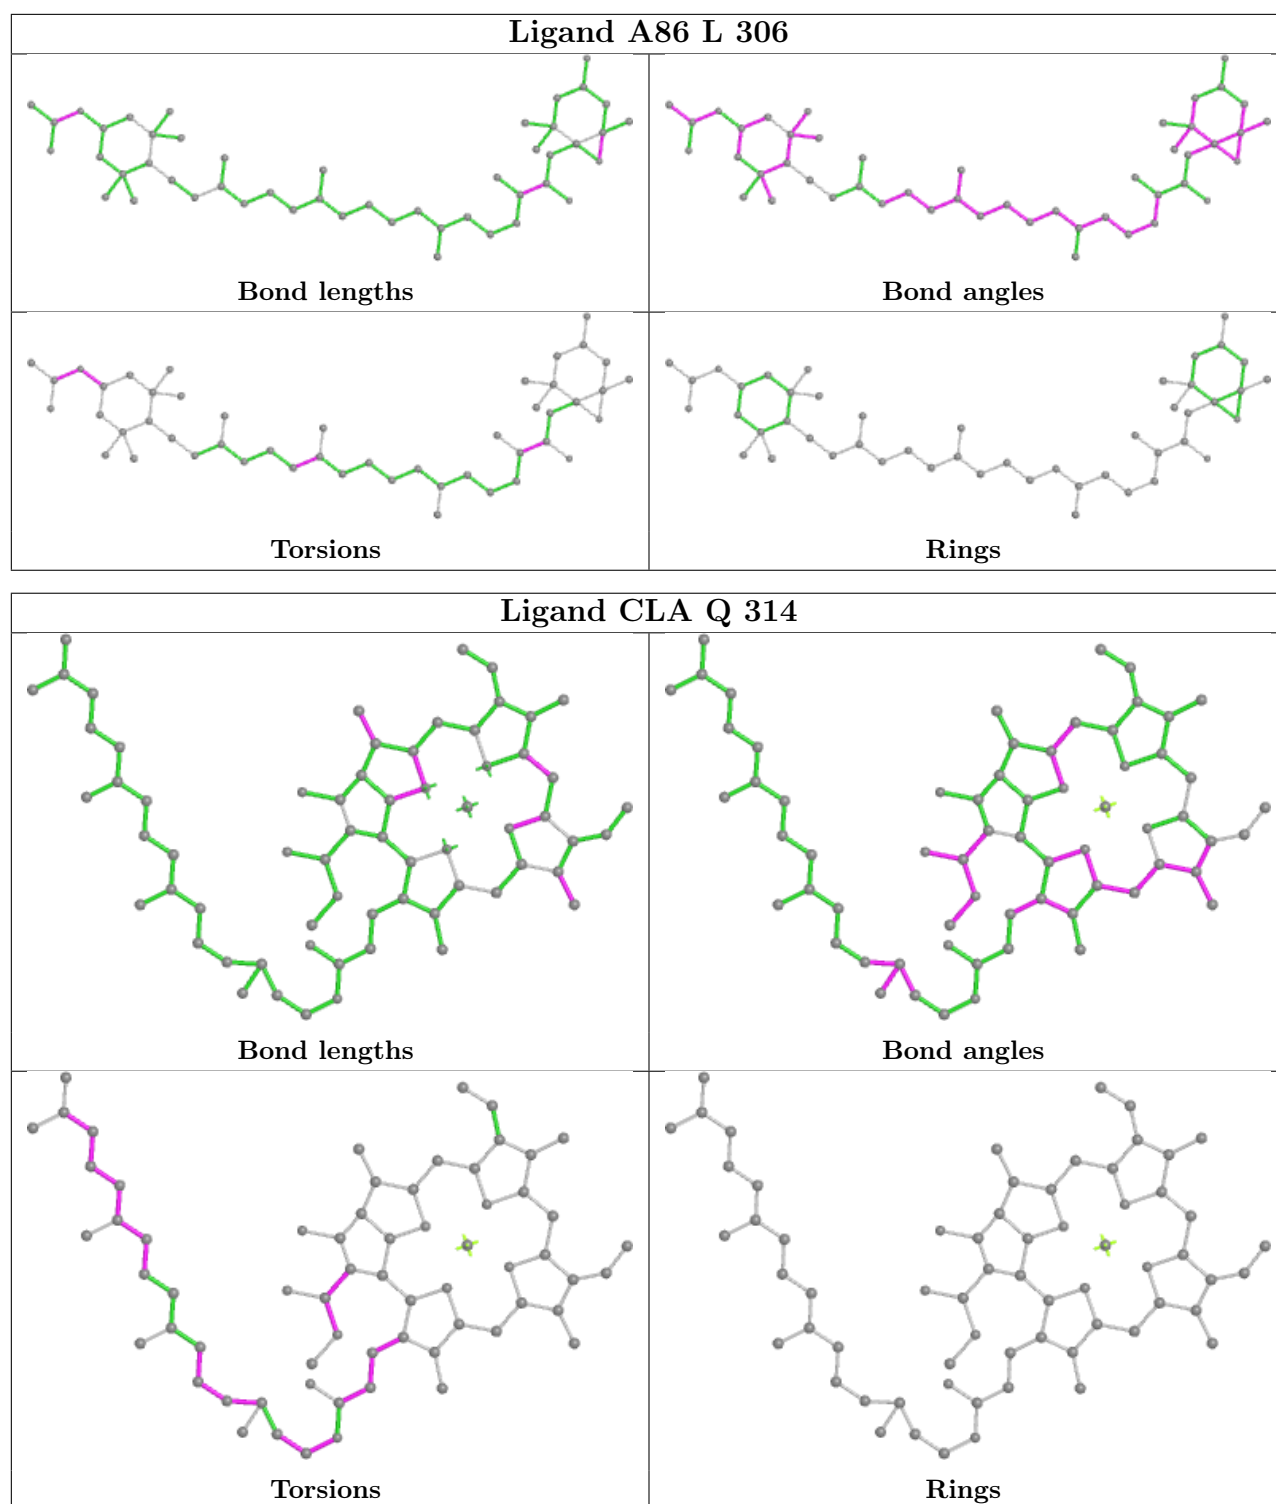 Ligand A86 L 306
Bond lengths
Bond angles
Torsions
Rings
Ligand CLA Q 314
Bond lengths
Bond angles
Torsions
Rings